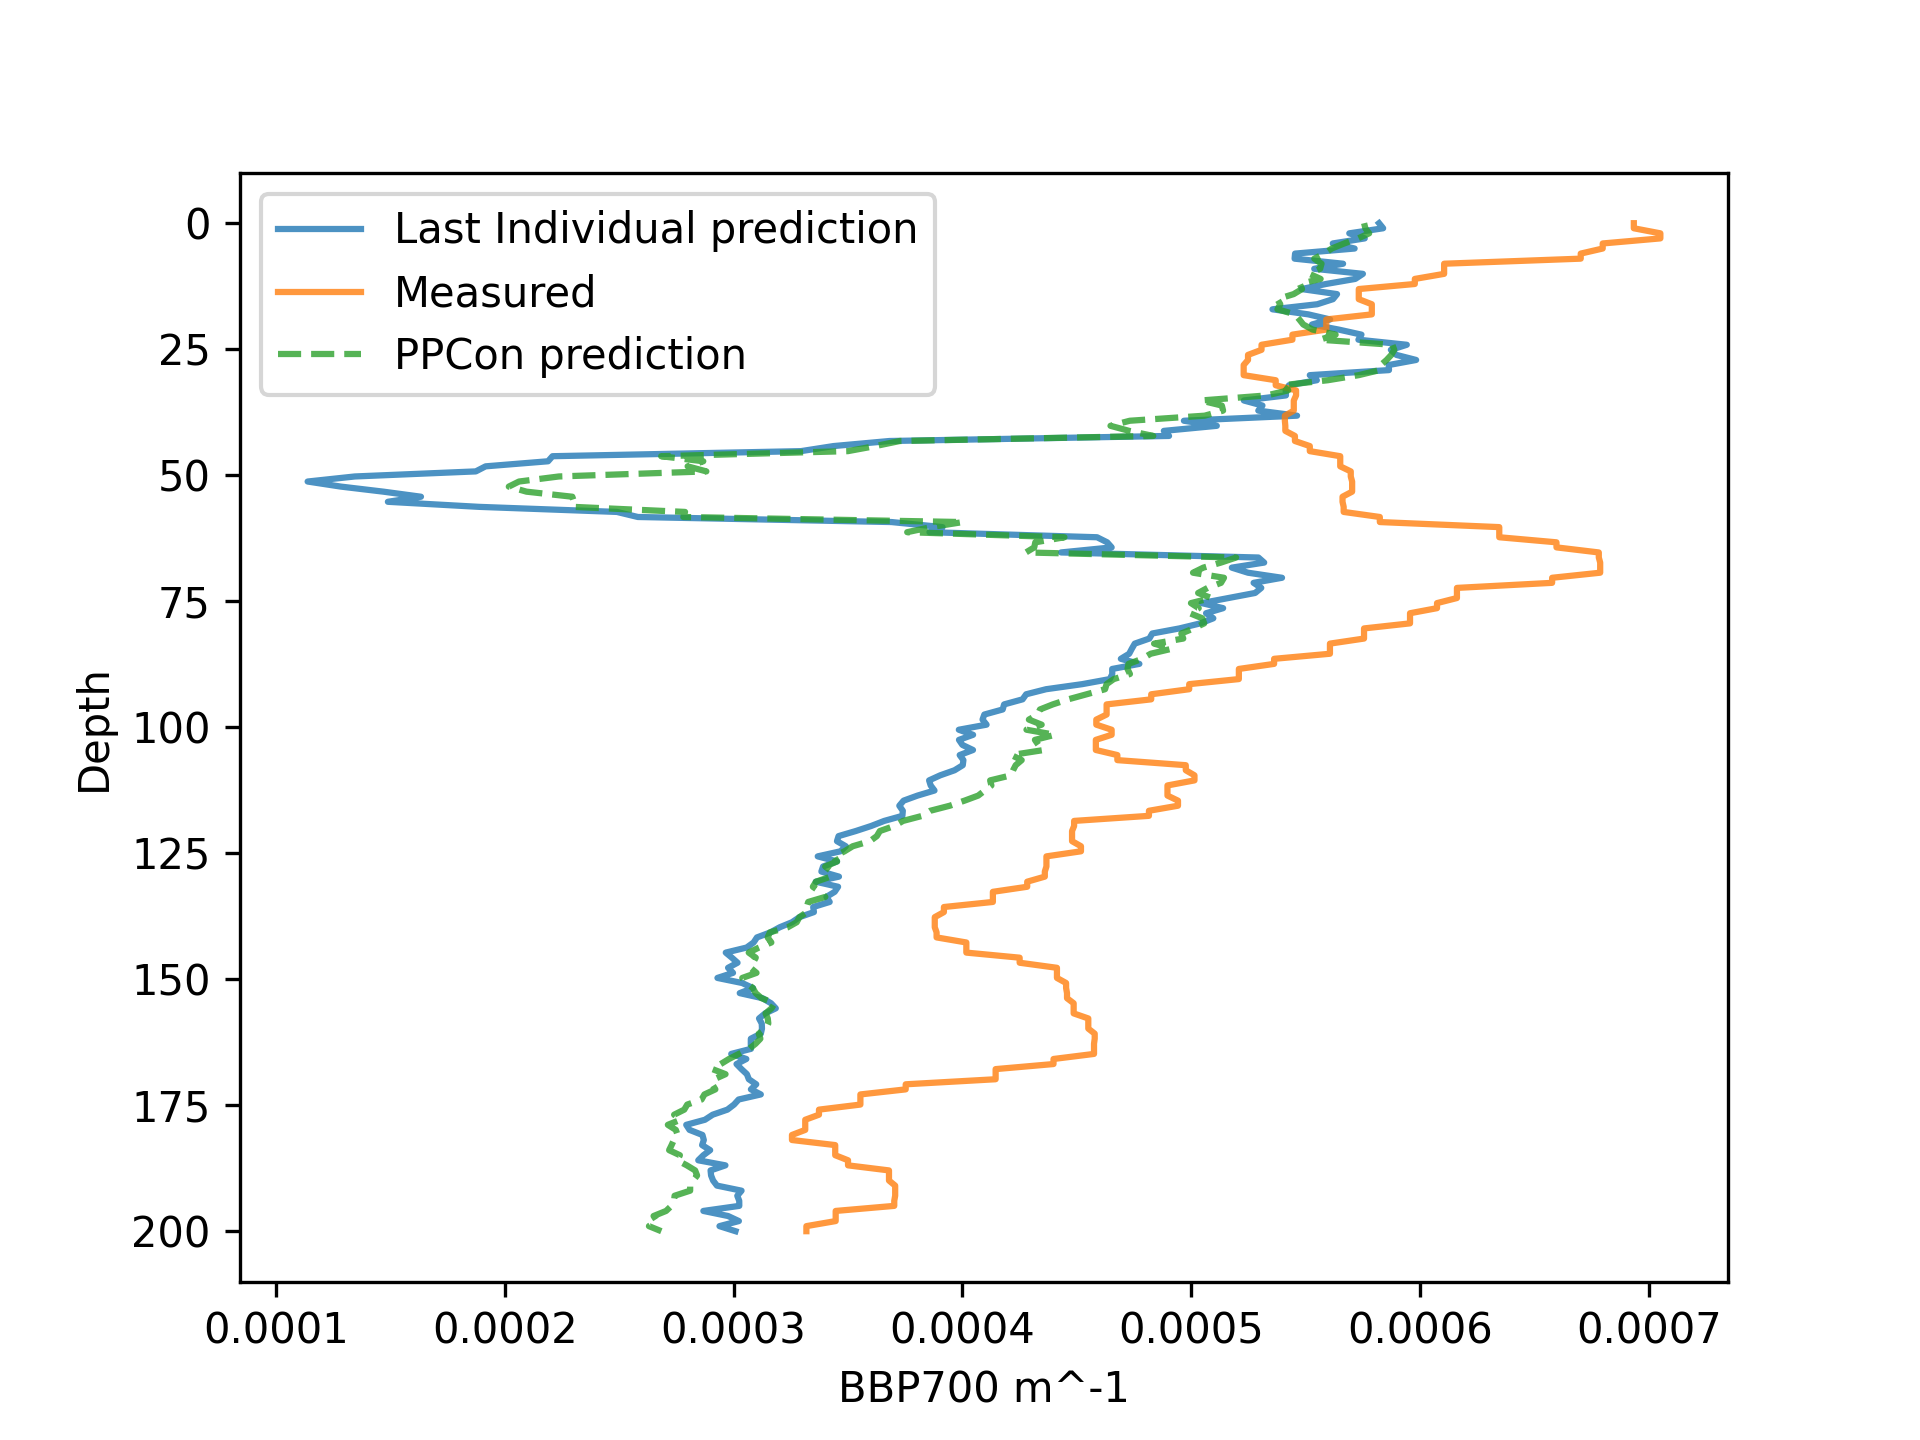 Last Individual prediction
Measured
PPCon prediction
0
25
50
75
100
125
150
175
200
Depth
0.0001 0.0002 0.0003 0.0004 0.0005 0.0006 0.0007
BBP700 m^-1